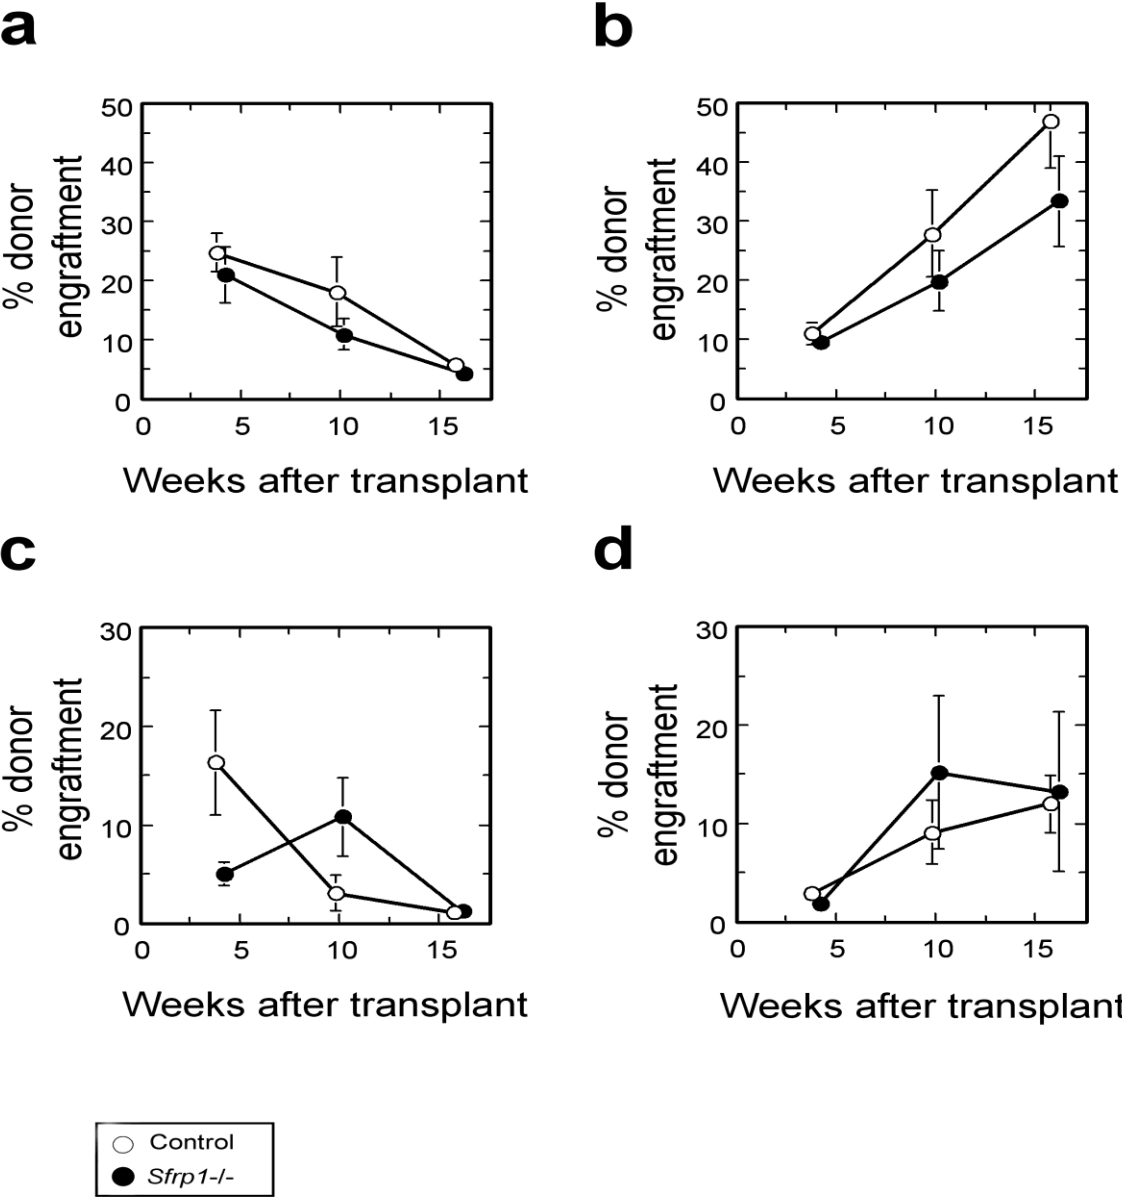 a
50
40
30
20
10
0
% donor
engraftment
0 5 10 15
Weeks after transplant
b
50
40
30
20
10
0
% donor
engraftment
0 5 10 15
Weeks after transplant
c
30
20
10
0
% donor
engraftment
0 5 10 15
Weeks after transplant
d
30
20
10
0
% donor
engraftment
0 5 10 15
Weeks after transplant
Control
Sfrp1-/-